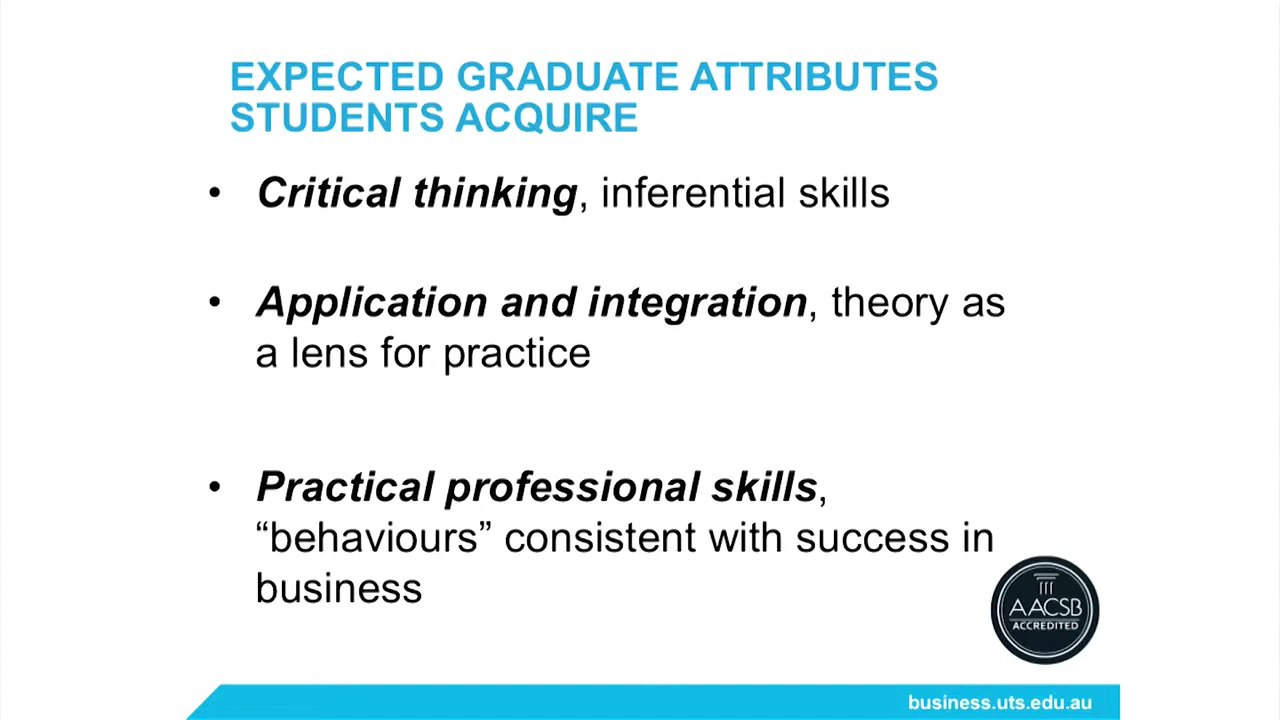 EXPECTED GRADUATE ATTRIBUTES
STUDENTS ACQUIRE
• Critical thinking, inferential skills
• Application and integration, theory as
a lens for practice
• Practical professional skills,
“behaviours” consistent with success in
business
AACSB
ACCREDITED
business.uts.edu.au